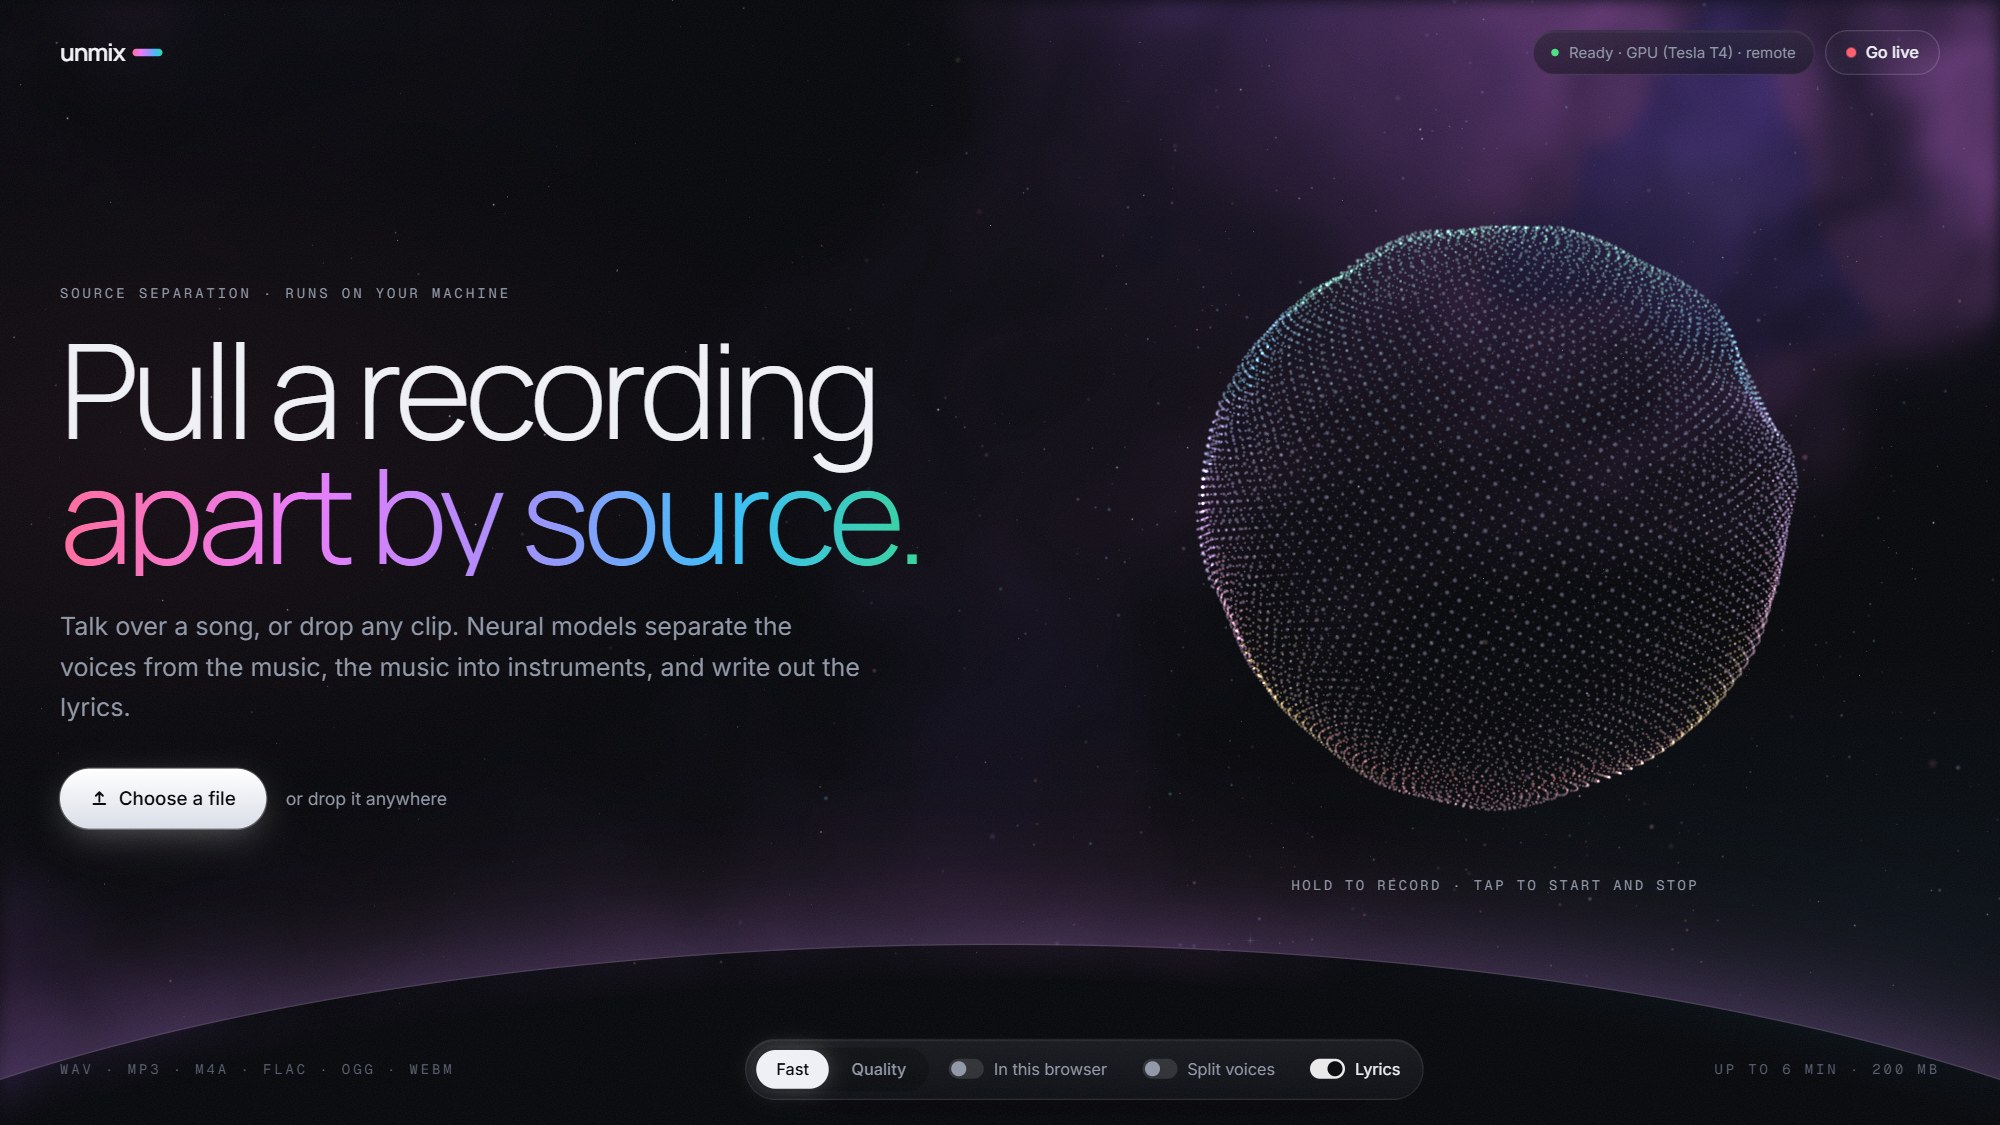 unmix
Ready · GPU (Tesla T4) · remote
Go live
SOURCE SEPARATION · RUNS ON YOUR MACHINE
Pull a recording
apart by source.
Talk over a song, or drop any clip. Neural models separate the
voices from the music, the music into instruments, and write out the
lyrics.
Choose a file
or drop it anywhere
HOLD TO RECORD · TAP TO START AND STOP
WAV · MP3 · M4A · FLAC · OGG · WEBM
Fast
Quality
In this browser
Split voices
Lyrics
UP TO 6 MIN · 200 MB